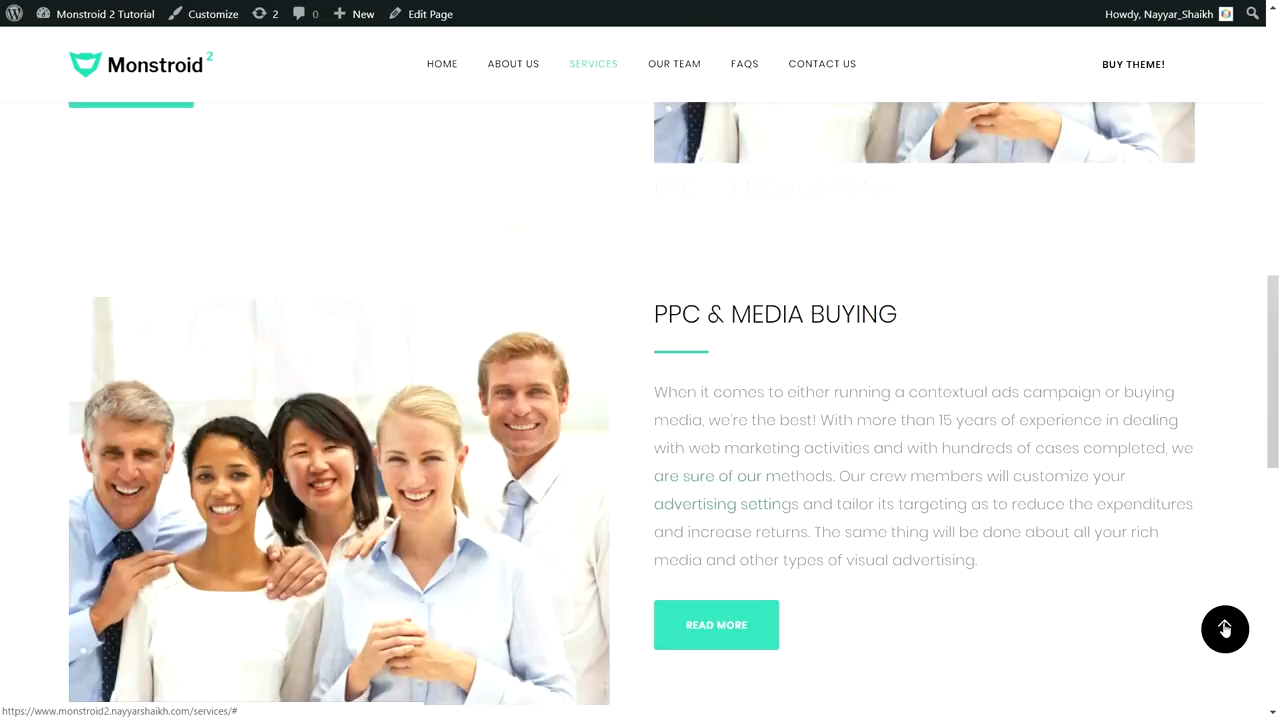 Monstroid 2 Tutorial Customize 2 0 New Edit Page Howdy, Nayyar_Shaikh
Monstroid 2
HOME ABOUT US SERVICES OUR TEAM FAQS CONTACT US BUY THEME!
PPC & MEDIA BUYING
When it comes to either running a contextual ads campaign or buying
media, we're the best! With more than 15 years of experience in dealing
with web marketing activities and with hundreds of cases completed, we
are sure of our methods. Our crew members will customize your
advertising settings and tailor its targeting as to reduce the expenditures
and increase returns. The same thing will be done about all your rich
media and other types of visual advertising.
READ MORE
https://www.monstroid2.nayyarshaikh.com/services/#